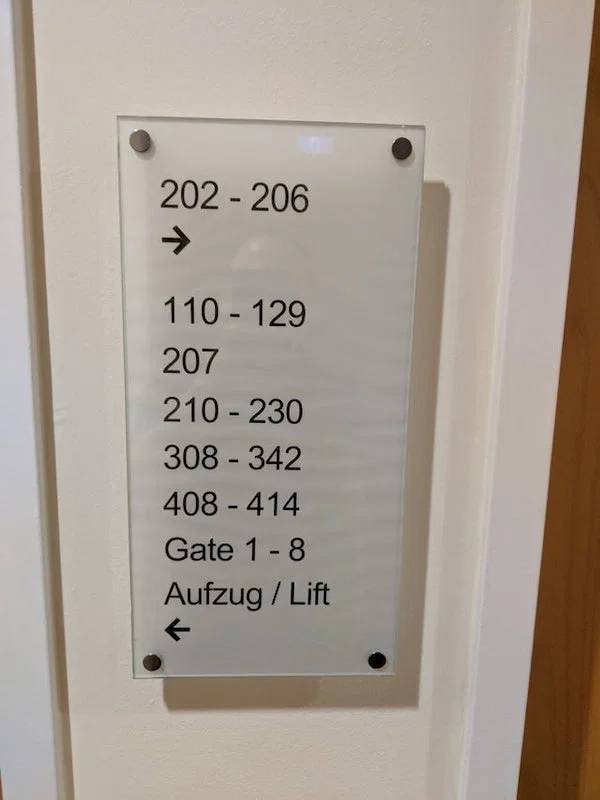 202 - 206
→
110 - 129
207
210 - 230
308 - 342
408 - 414
Gate 1 - 8
Aufzug / Lift
←